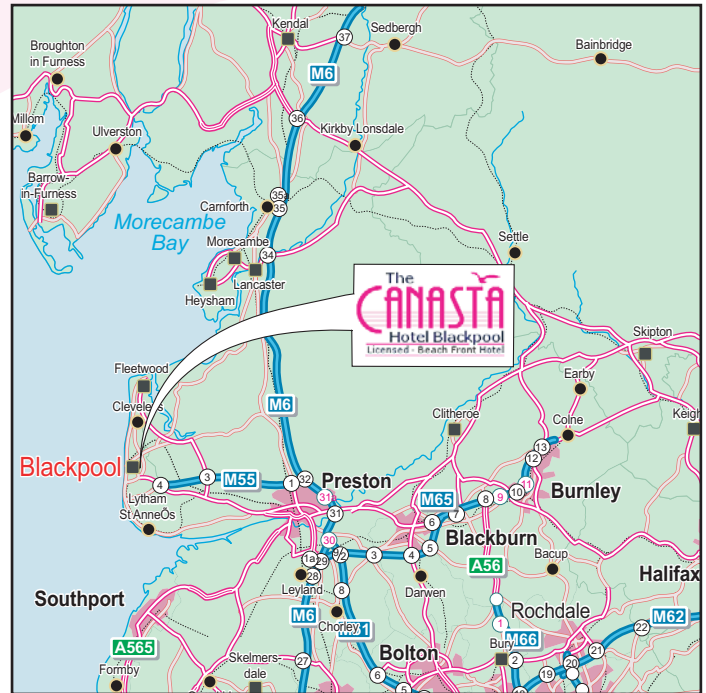 Kendal
37
Sedbergh
Broughton
in Furness
M6
Bainbridge
Millom
36
Ulverston
Kirkby Lonsdale
Barrow-
in-Furness
35a
35
Carnforth
Morecambe
Bay
Morecambe
34
Settle
Lancaster
Heysham
The
CANASTA
Hotel Blackpool
Licensed - Beach Front Hotel
Skipton
Fleetwood
Earby
Cleveleys
M6
Clitheroe
Colne
Keigh
13
12
Blackpool
4
3
M55
1
32
Preston
31
31
M65
8
9
10
11
Burnley
Lytham
St AnneÕs
6
7
Blackburn
30
5
4
3
2
9
1a
29
28
A56
Bacup
Halifax
Leyland
8
Darwen
Southport
M6
Chorley
M61
Rochdale
1
M66
M62
22
A565
Bolton
Bury
2
21
20
19
27
Skelmers-
dale
Formby
6
5